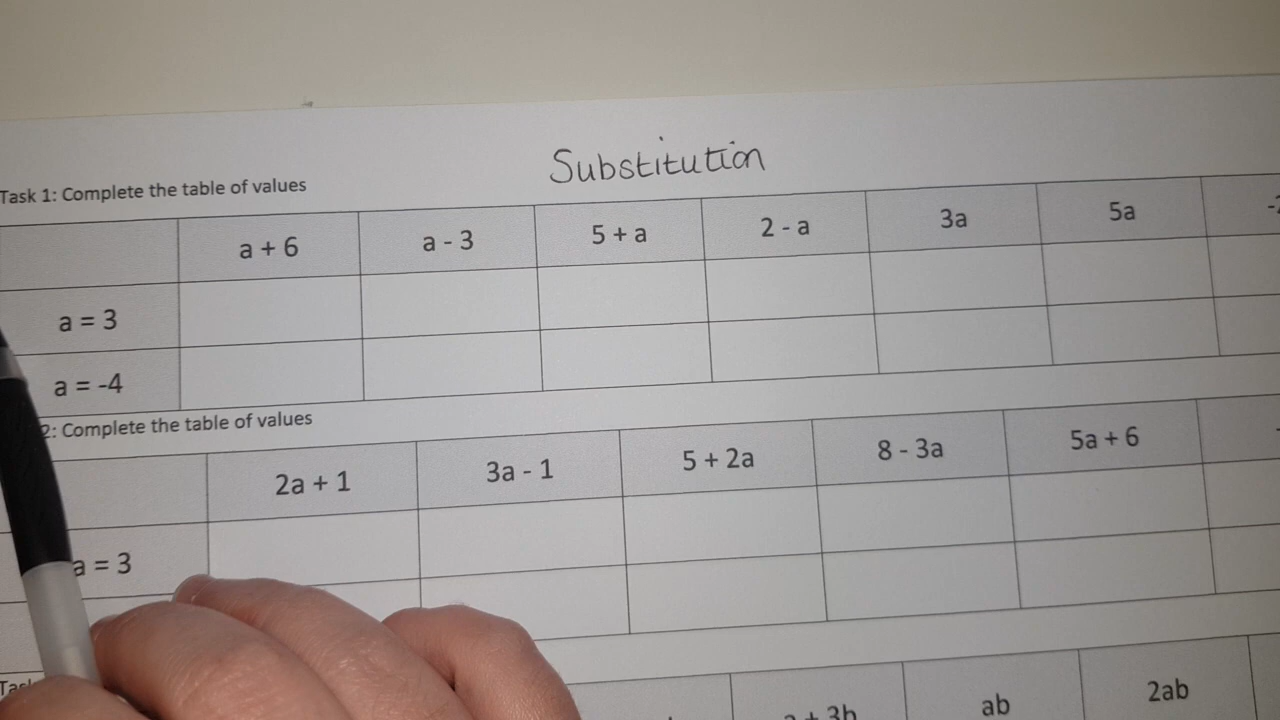 Substitution
Task 1: Complete the table of values
a + 6 a - 3 5 + a 2 - a 3a 5a
a = 3
a = -4
2: Complete the table of values
2a + 1 3a - 1 5 + 2a 8 - 3a 5a + 6
a = 3
ab 2ab